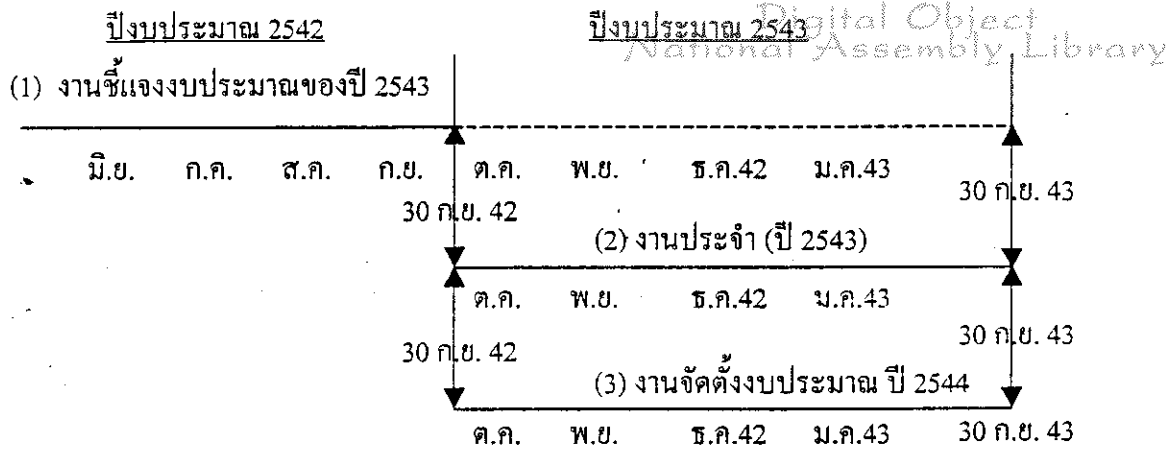 ปีงบประมาณ 2542 ปีงบประมาณ 2543
Digital Object
National Assembly Library
(1) งานชี้แจงงบประมาณของปี 2543
มิ.ย. ก.ค. ส.ค. ก.ย. ต.ค. พ.ย. ธ.ค.42 ม.ค.43
30 ก.ย. 42 30 ก.ย. 43
(2) งานประจำ (ปี 2543)
ต.ค. พ.ย. ธ.ค.42 ม.ค.43
30 ก.ย. 42 30 ก.ย. 43
(3) งานจัดตั้งงบประมาณ ปี 2544
ต.ค. พ.ย. ธ.ค.42 ม.ค.43 30 ก.ย. 43